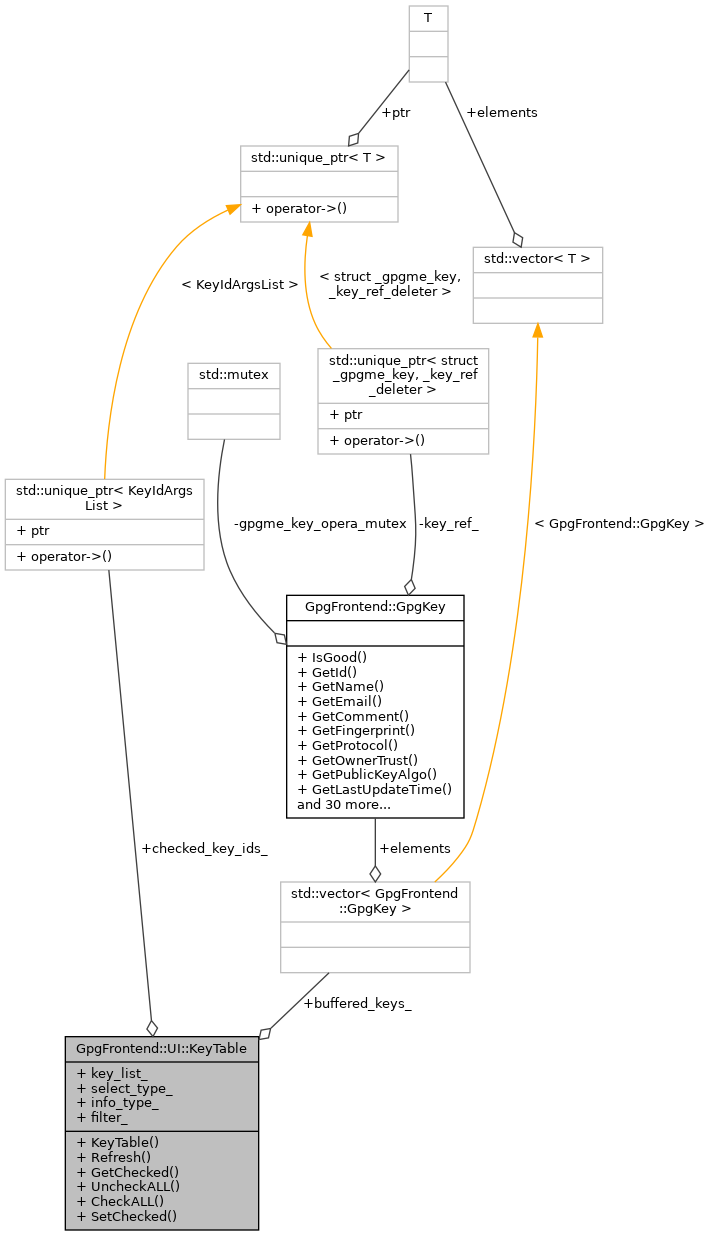 T
+ptr
+elements
std::unique_ptr< T >
+ operator->()
std::vector< T >
< KeyIdArgsList >
< struct _gpgme_key,
_key_ref_deleter >
std::mutex
std::unique_ptr< struct
_gpgme_key, _key_ref
_deleter >
+ ptr
+ operator->()
std::unique_ptr< KeyIdArgs
List >
+ ptr
+ operator->()
-gpgme_key_opera_mutex
-key_ref_
< GpgFrontend::GpgKey >
GpgFrontend::GpgKey
+ IsGood()
+ GetId()
+ GetName()
+ GetEmail()
+ GetComment()
+ GetFingerprint()
+ GetProtocol()
+ GetOwnerTrust()
+ GetPublicKeyAlgo()
+ GetLastUpdateTime()
and 30 more...
+checked_key_ids_
+elements
std::vector< GpgFrontend
::GpgKey >
+buffered_keys_
GpgFrontend::UI::KeyTable
+ key_list_
+ select_type_
+ info_type_
+ filter_
+ KeyTable()
+ Refresh()
+ GetChecked()
+ UncheckALL()
+ CheckALL()
+ SetChecked()